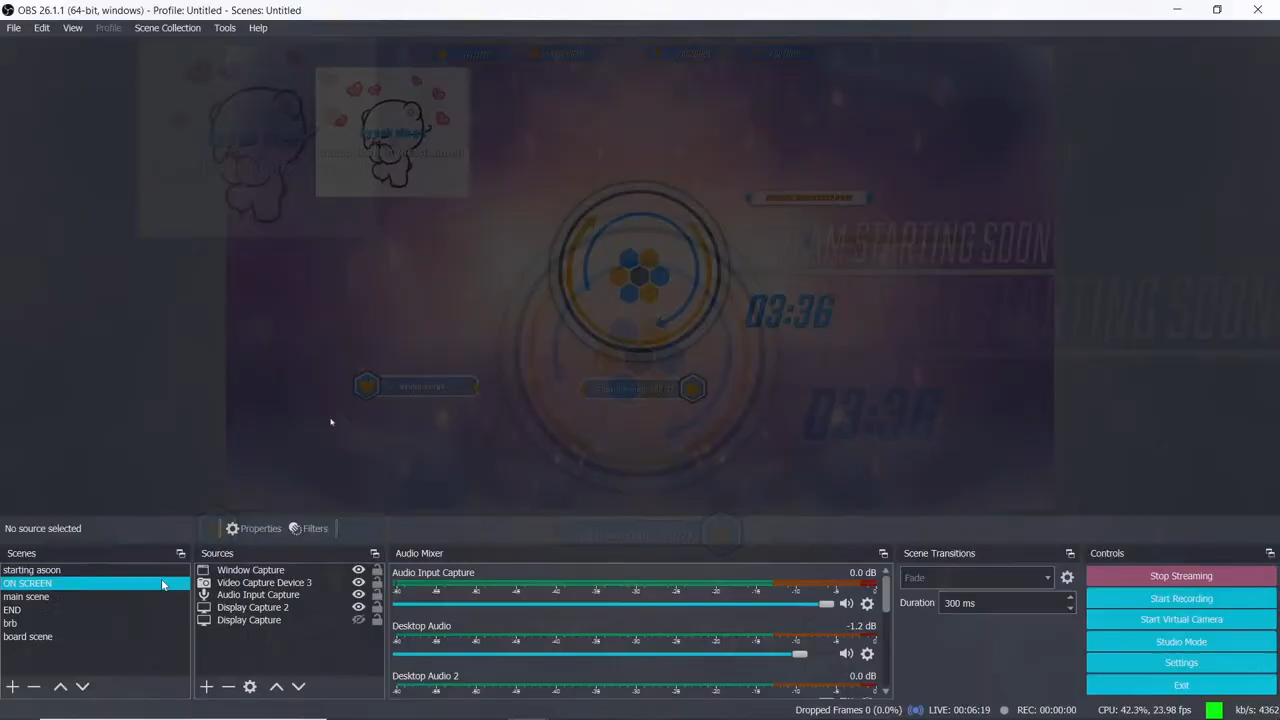 OBS 26.1.1 (64-bit, windows) - Profile: Untitled - Scenes: Untitled
File Edit View Profile Scene Collection Tools Help
AM STARTING SOON
03:36
03:36
No source selected Properties Filters
Scenes Sources Audio Mixer Scene Transitions Controls
starting asoon
ON SCREEN
main scene
END
brb
board scene
Window Capture
Video Capture Device 3
Audio Input Capture
Display Capture 2
Display Capture
Audio Input Capture 0.0 dB
Desktop Audio -1.2 dB
Desktop Audio 2 0.0 dB
Fade
Duration 300 ms
Stop Streaming
Start Recording
Start Virtual Camera
Studio Mode
Settings
Exit
Dropped Frames 0 (0.0%) LIVE: 00:06:19 REC: 00:00:00 CPU: 42.3%, 23.98 fps kb/s: 4362